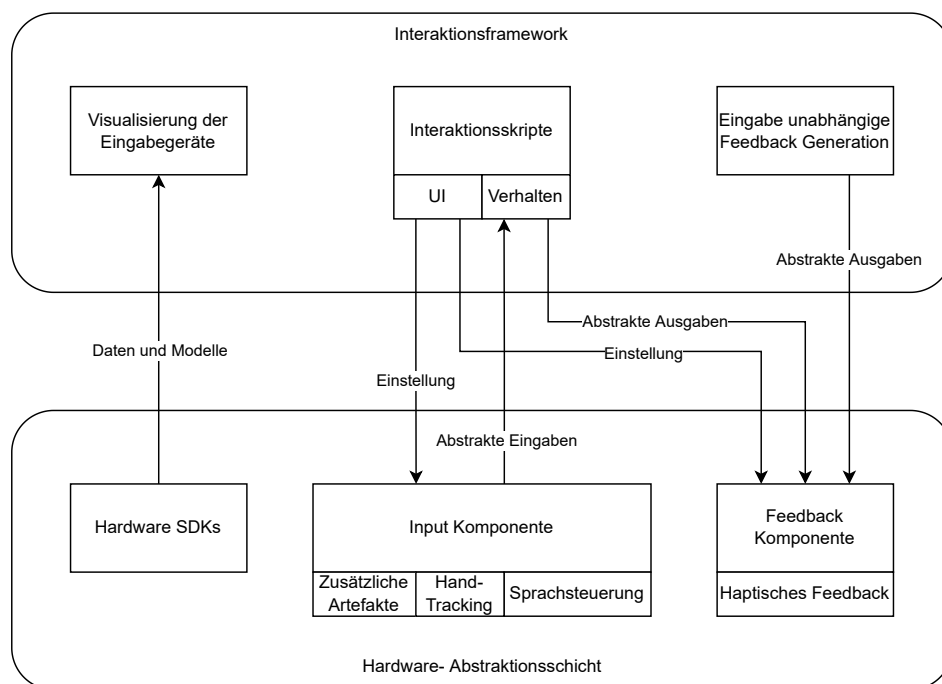 Interaktionsframework
Visualisierung der
Eingabegeräte
Interaktionsskripte
UI
Verhalten
Eingabe unabhängige
Feedback Generation
Abstrakte Ausgaben
Abstrakte Ausgaben
Daten und Modelle
Einstellung
Einstellung
Abstrakte Eingaben
Hardware SDKs
Input Komponente
Zusätzliche
Artefakte
Hand-
Tracking
Sprachsteuerung
Feedback
Komponente
Haptisches Feedback
Hardware- Abstraktionsschicht